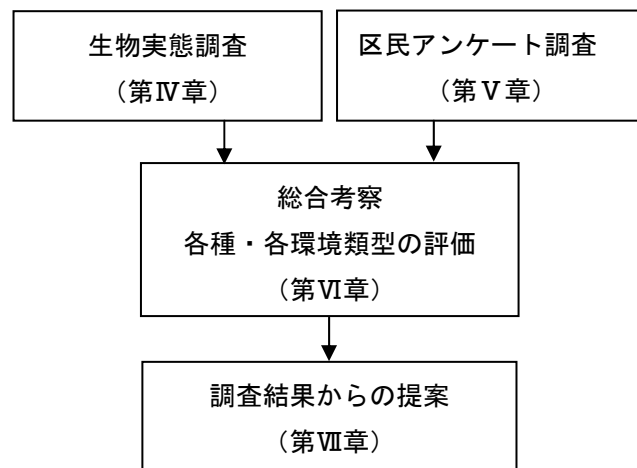 生物実態調査
（第Ⅳ章）
区民アンケート調査
（第Ⅴ章）
総合考察
各種・各環境類型の評価
（第Ⅵ章）
調査結果からの提案
（第Ⅶ章）